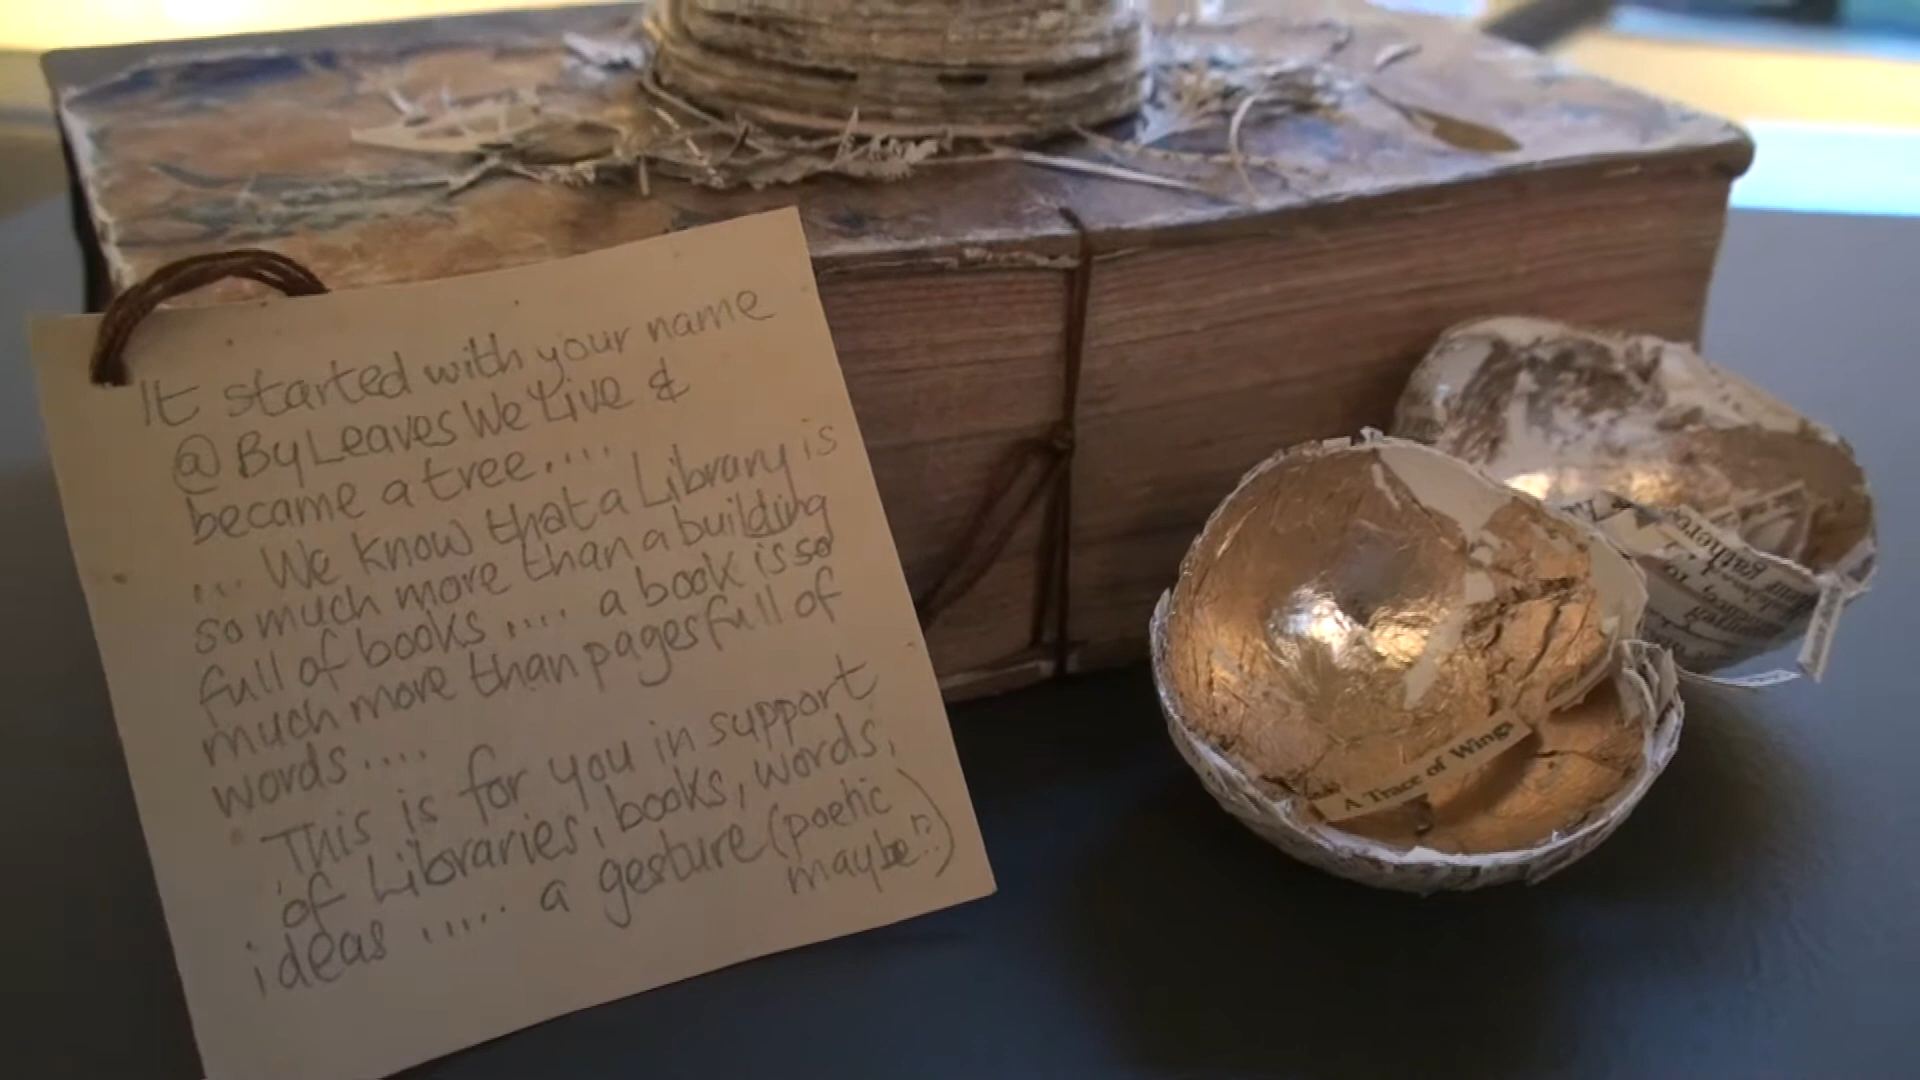 It started with your name
@ByLeavesWeLive &
became a tree....
... We know that a Library is
so much more than a building
full of books.... a book is so
much more than pages full of
words....
This is for you in support
of Libraries, books, words,
ideas..... a gesture (poetic
maybe?)
A Trace of Wings
gather